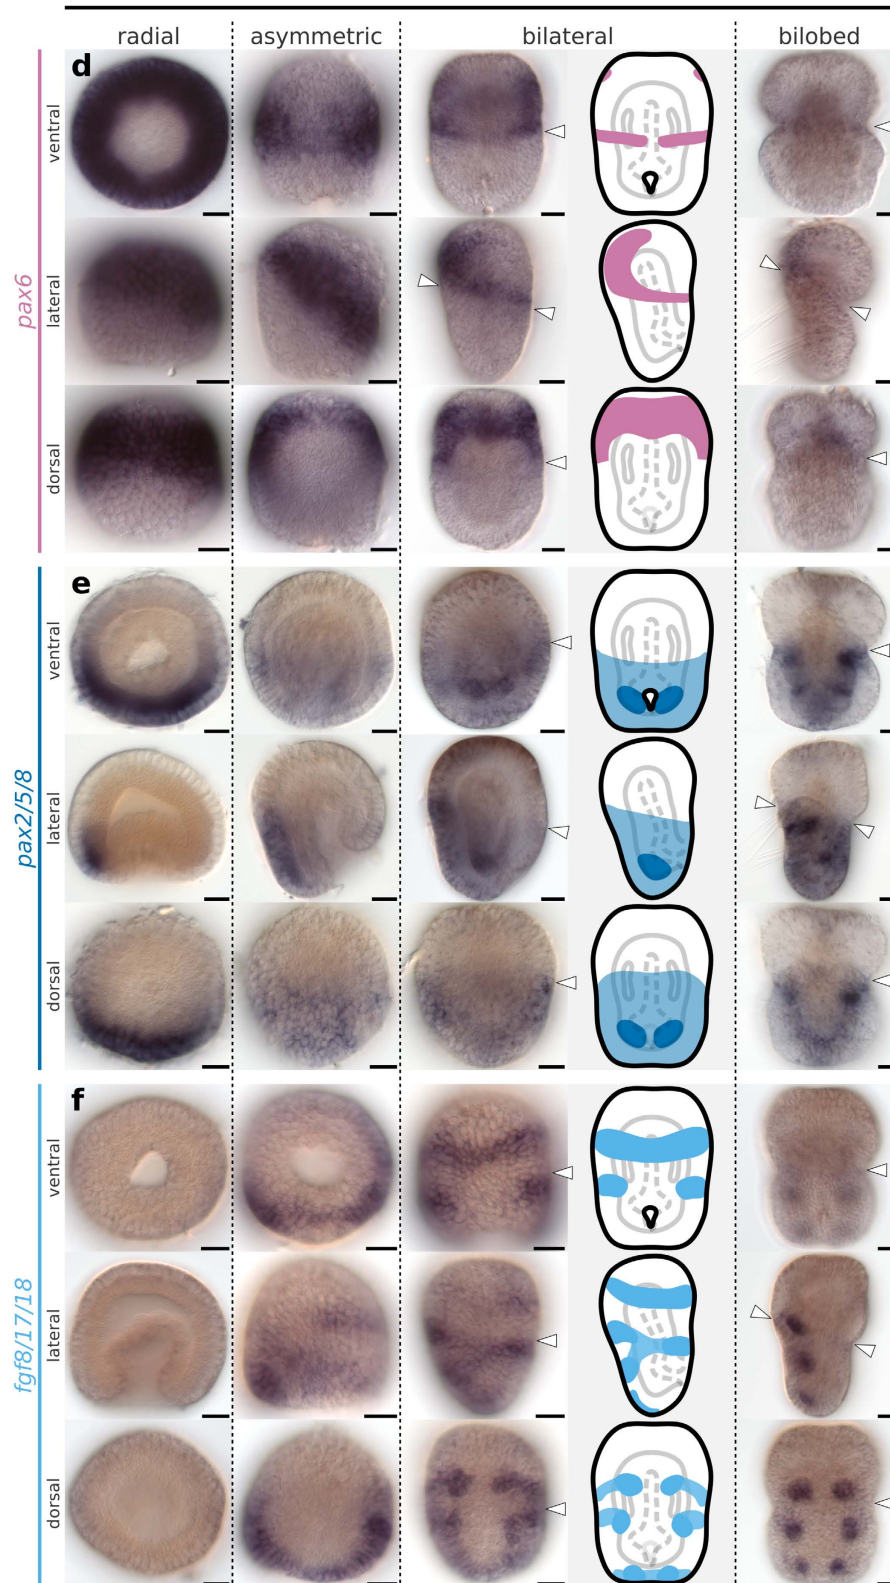 radial asymmetric bilateral bilobed
d
pax6
ventral
lateral
dorsal
e
pax2/5/8
ventral
lateral
dorsal
f
fgf8/17/18
ventral
lateral
dorsal